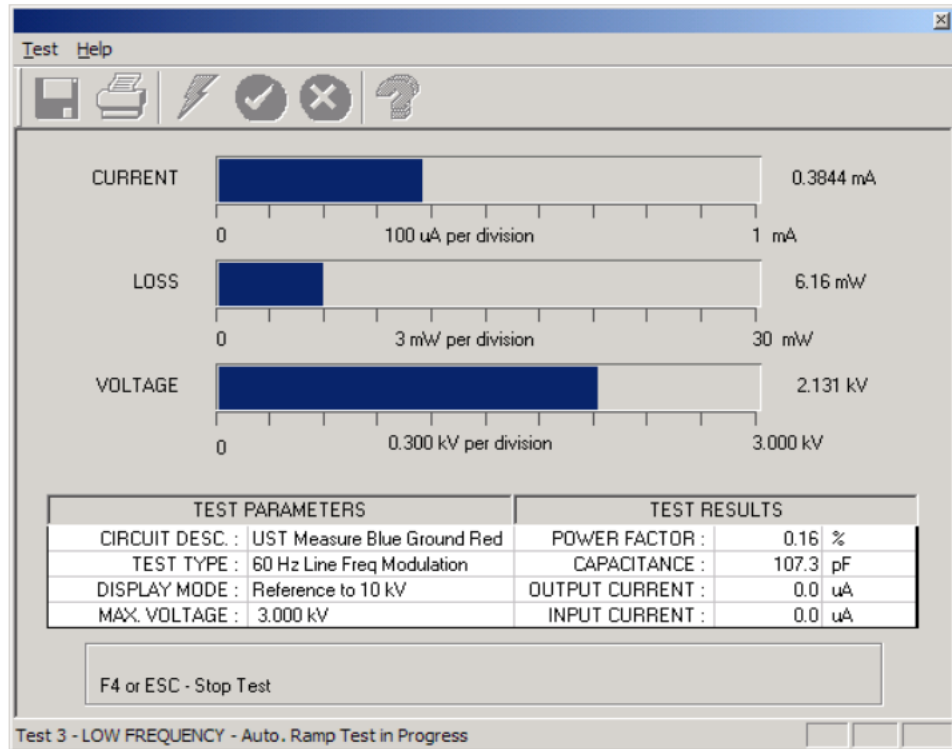 Test Help
CURRENT 0.3844 mA
0 100 uA per division 1 mA
LOSS 6.16 mW
0 3 mW per division 30 mW
VOLTAGE 2.131 kV
0 0.300 kV per division 3.000 kV
TEST PARAMETERS TEST RESULTS
CIRCUIT DESC. : UST Measure Blue Ground Red POWER FACTOR : 0.16 %
TEST TYPE : 60 Hz Line Freq Modulation CAPACITANCE : 107.3 pF
DISPLAY MODE : Reference to 10 kV OUTPUT CURRENT : 0.0 uA
MAX. VOLTAGE : 3.000 kV INPUT CURRENT : 0.0 uA
F4 or ESC - Stop Test
Test 3 - LOW FREQUENCY - Auto. Ramp Test in Progress